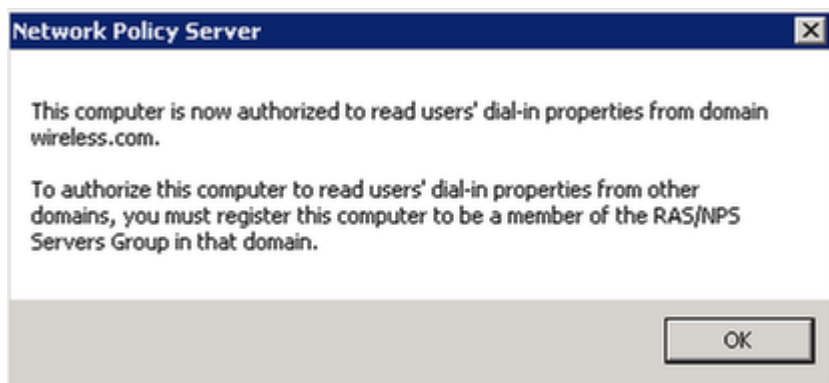 Network Policy Server
This computer is now authorized to read users' dial-in properties from domain
wireless.com.
To authorize this computer to read users' dial-in properties from other
domains, you must register this computer to be a member of the RAS/NPS
Servers Group in that domain.
OK